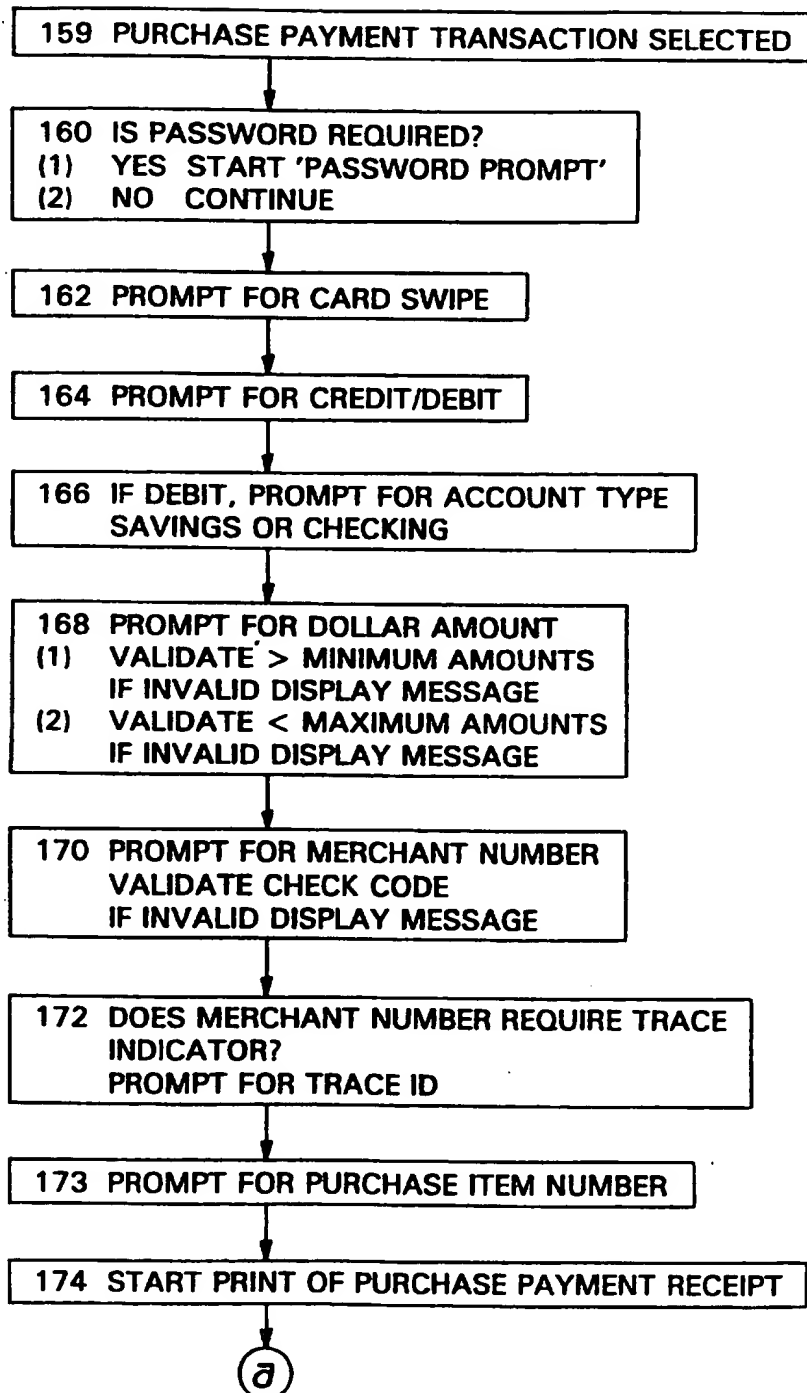 159 PURCHASE PAYMENT TRANSACTION SELECTED
160 IS PASSWORD REQUIRED?
(1) YES START 'PASSWORD PROMPT'
(2) NO CONTINUE
162 PROMPT FOR CARD SWIPE
164 PROMPT FOR CREDIT/DEBIT
166 IF DEBIT, PROMPT FOR ACCOUNT TYPE
SAVINGS OR CHECKING
168 PROMPT FOR DOLLAR AMOUNT
(1) VALIDATE > MINIMUM AMOUNTS
IF INVALID DISPLAY MESSAGE
(2) VALIDATE < MAXIMUM AMOUNTS
IF INVALID DISPLAY MESSAGE
170 PROMPT FOR MERCHANT NUMBER
VALIDATE CHECK CODE
IF INVALID DISPLAY MESSAGE
172 DOES MERCHANT NUMBER REQUIRE TRACE
INDICATOR?
PROMPT FOR TRACE ID
173 PROMPT FOR PURCHASE ITEM NUMBER
174 START PRINT OF PURCHASE PAYMENT RECEIPT
a